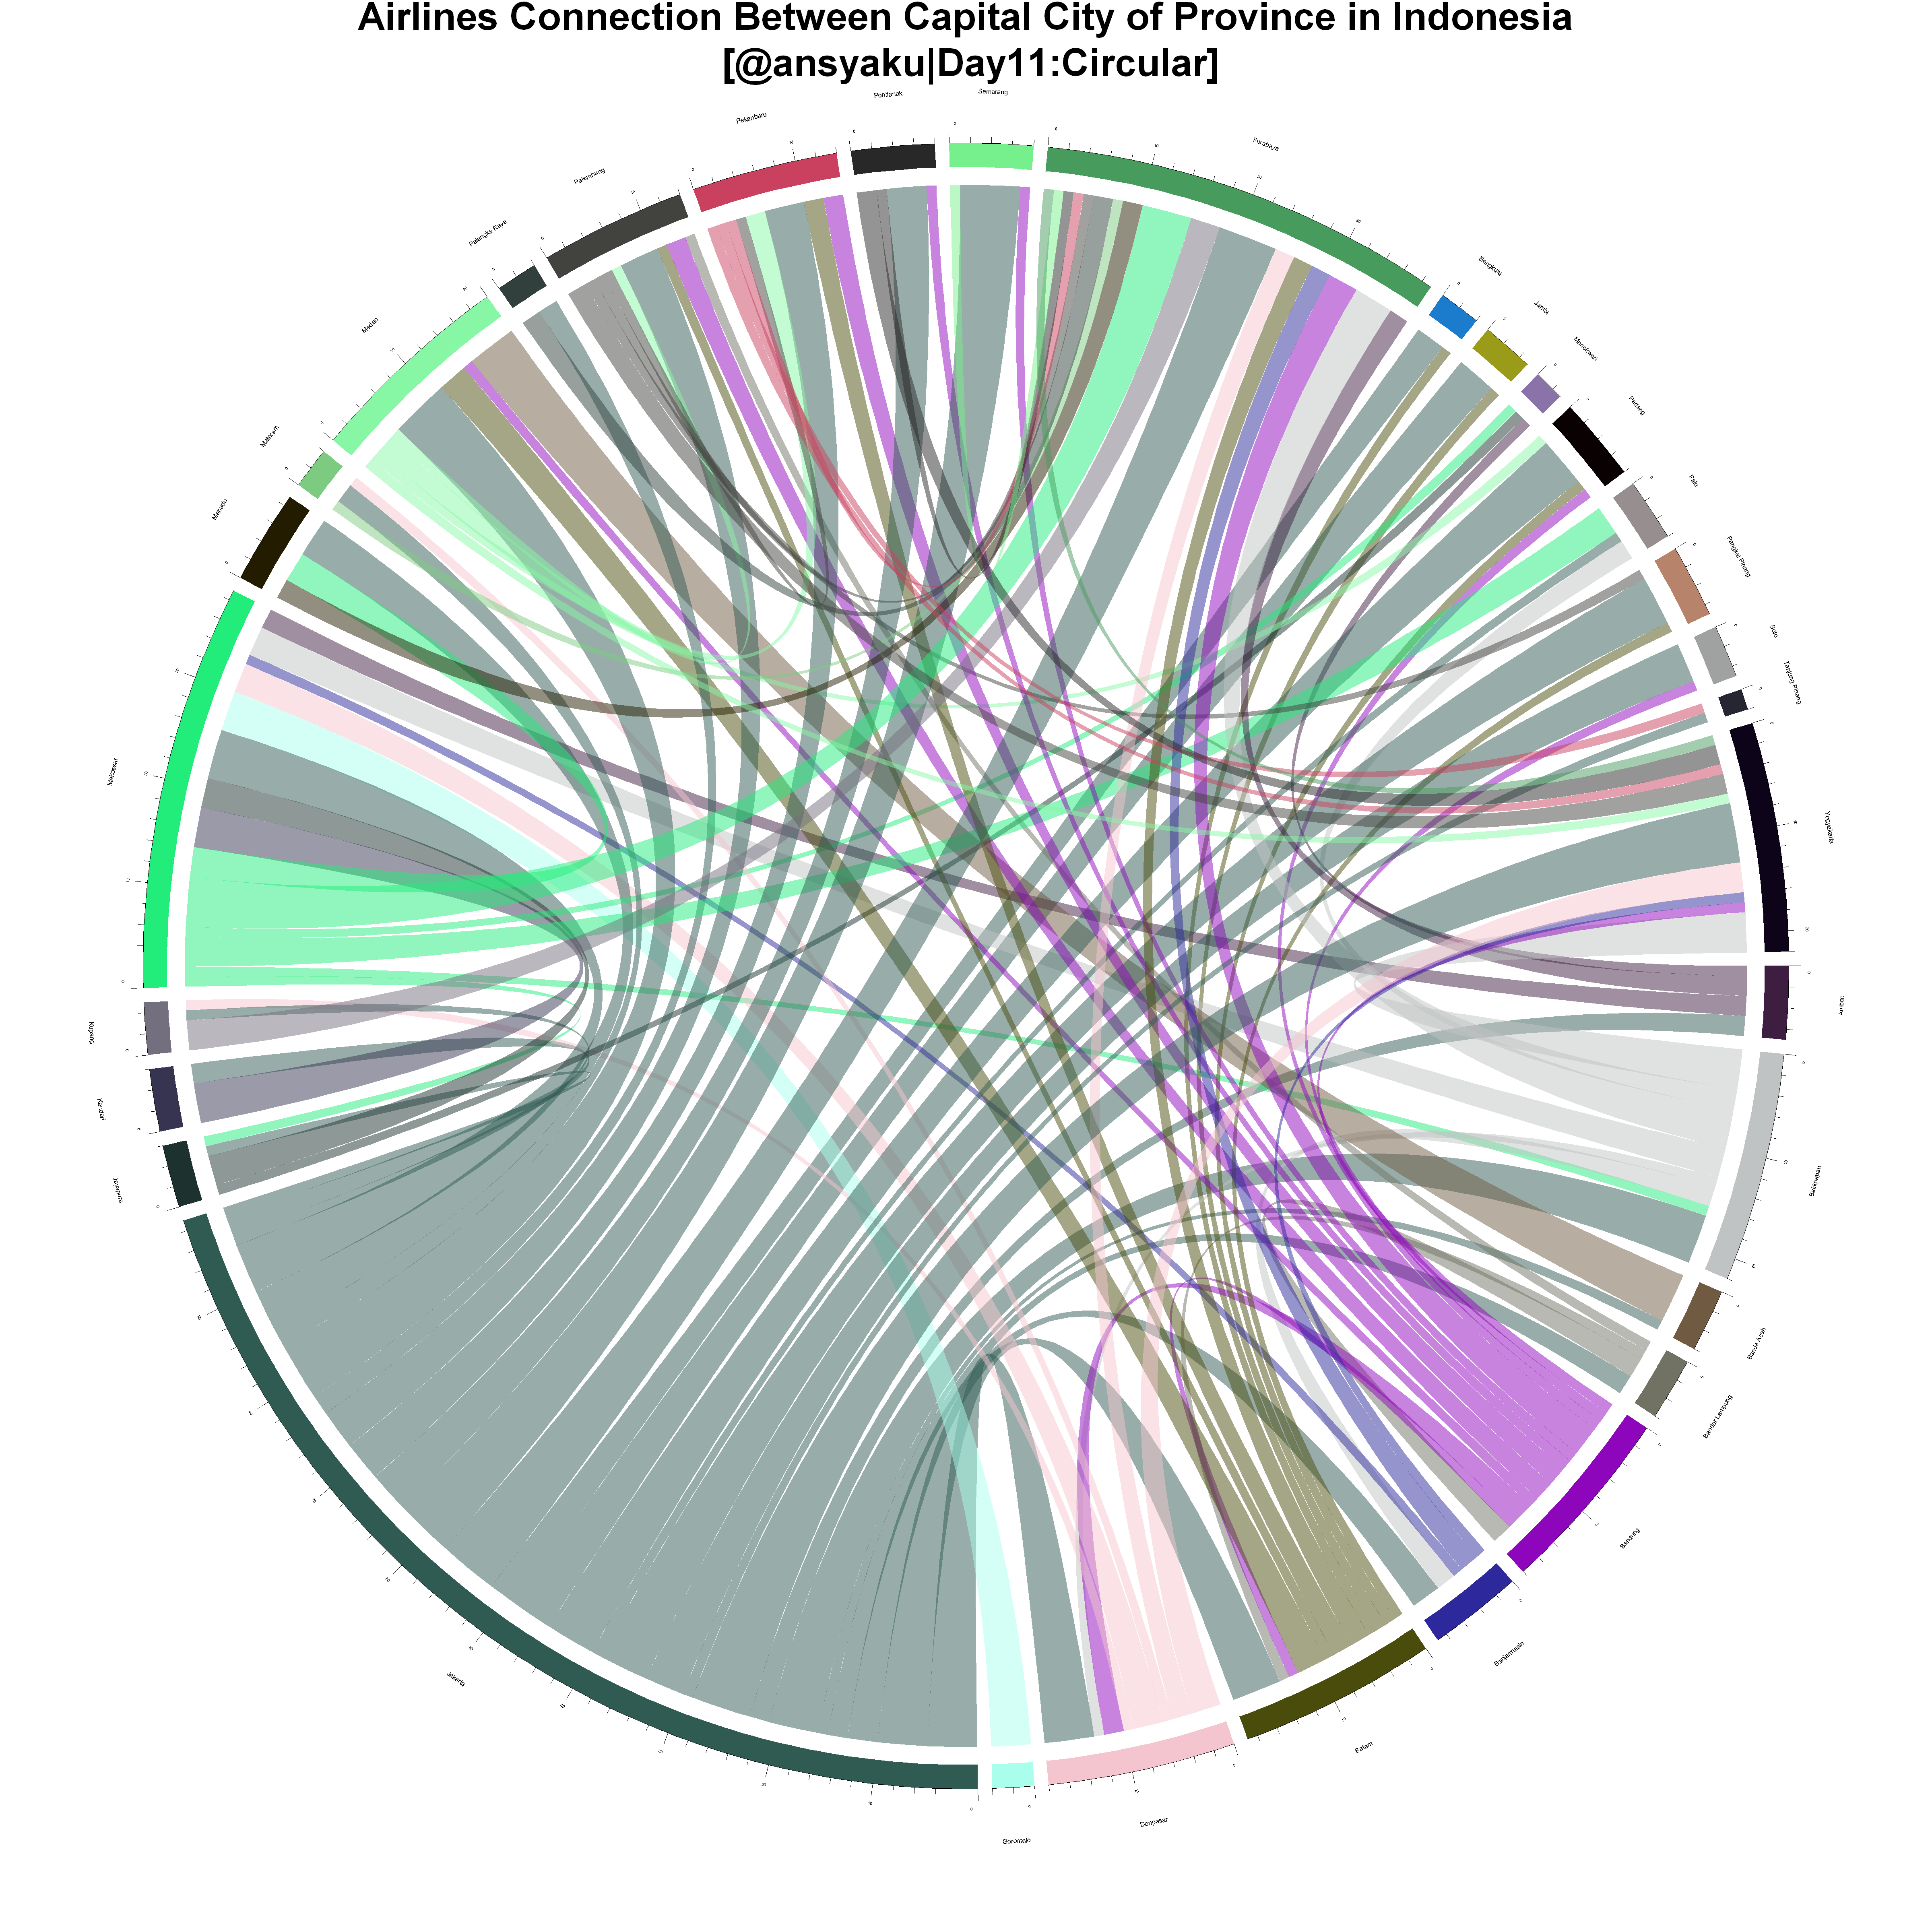 Airlines Connection Between Capital City of Province in Indonesia
[@ansyaku|Day11:Circular]
Semarang
Surabaya
Bengkulu
Jambi
Manokwari
Padang
Palu
Pangkal Pinang
Solo
Tanjung Pinang
Yogyakarta
Ambon
Balikpapan
Banda Aceh
Bandar Lampung
Bandung
Banjarmasin
Batam
Denpasar
Gorontalo
Jakarta
Jayapura
Kendari
Kupang
Makassar
Manado
Mataram
Medan
Palangka Raya
Palembang
Pekanbaru
Pontianak